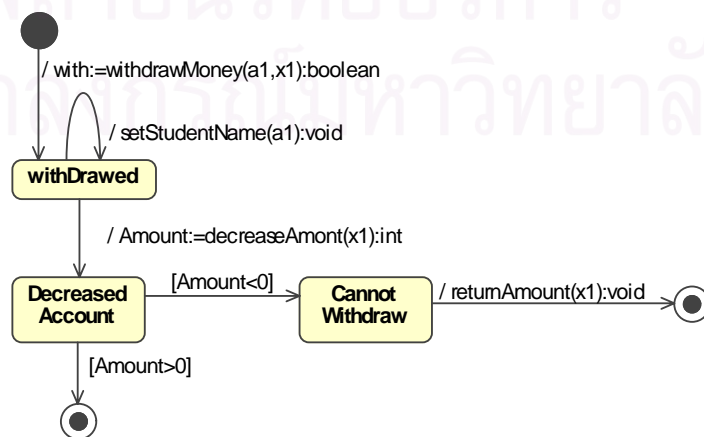 / with:=withdrawMoney(a1,x1):boolean
/ setStudentName(a1):void
withDrawed
/ Amount:=decreaseAmont(x1):int
Decreased
Account
[Amount<0]
Cannot
Withdraw
/ returnAmount(x1):void
[Amount>0]